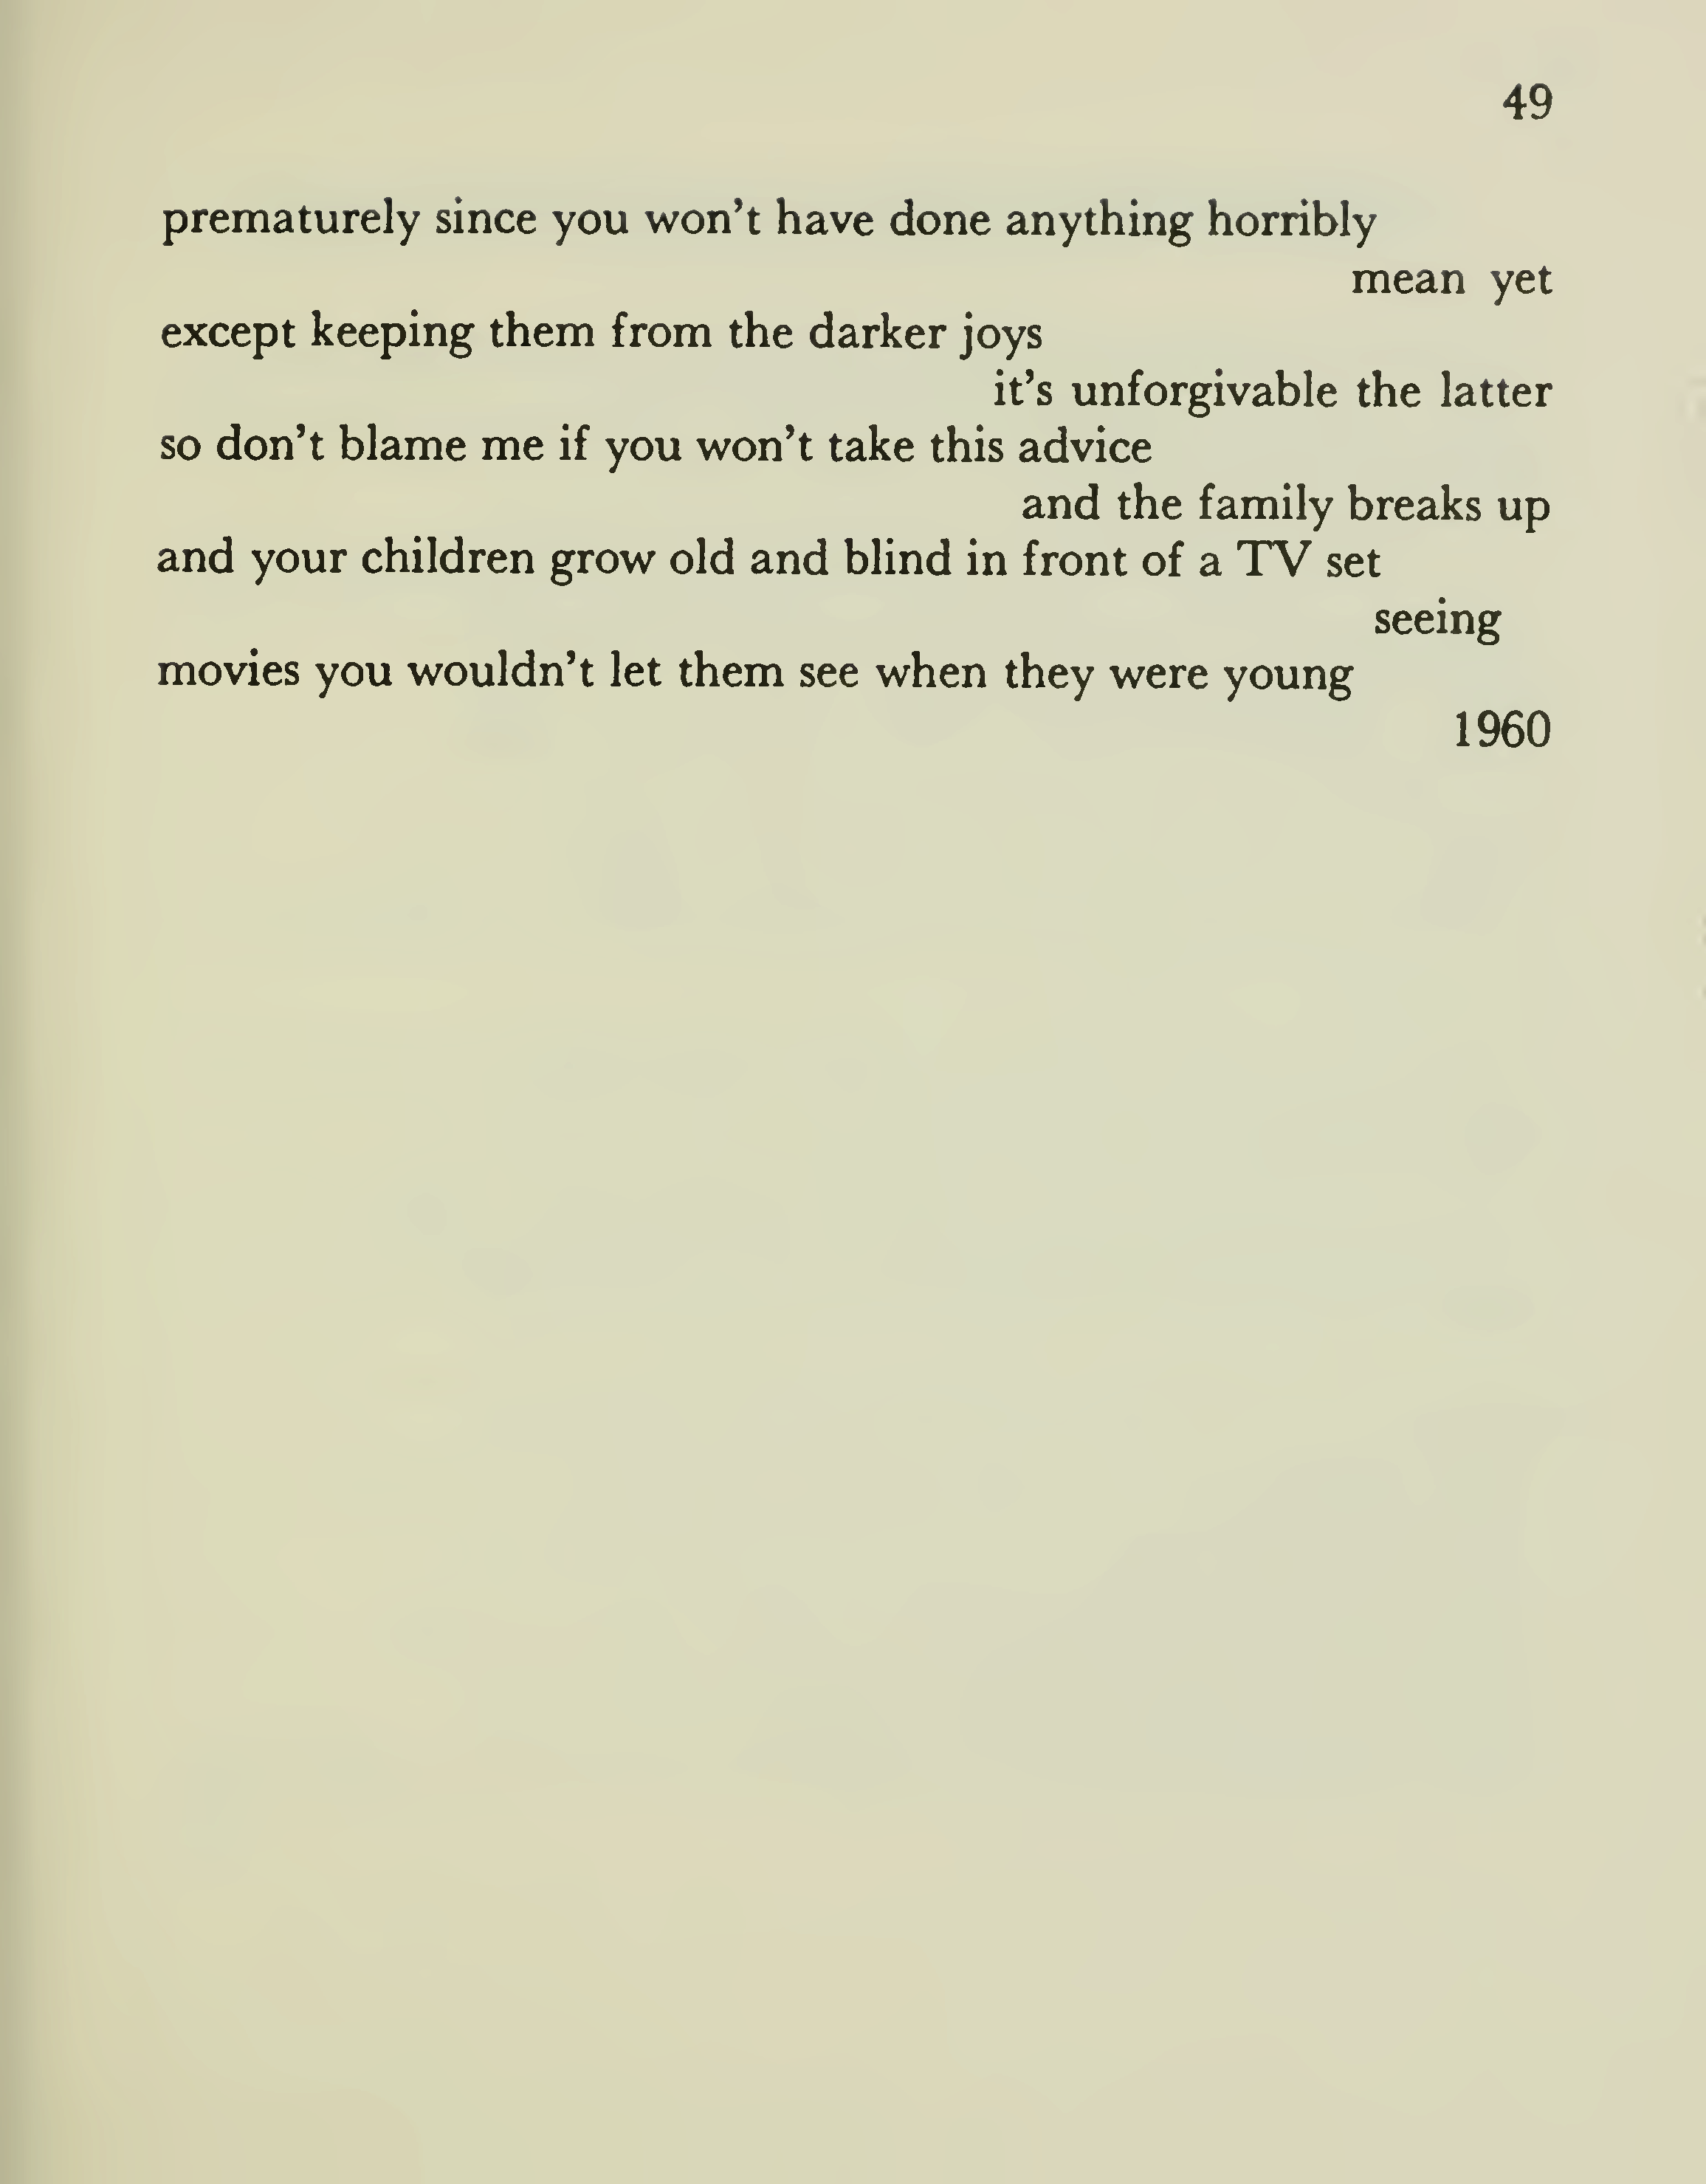 49
prematurely since you won't have done anything horribly
mean yet
except keeping them from the darker joys
it's unforgivable the latter
so don't blame me if you won't take this advice
and the family breaks up
and your children grow old and blind in front of a TV set
seeing
movies you wouldn't let them see when they were young
1960